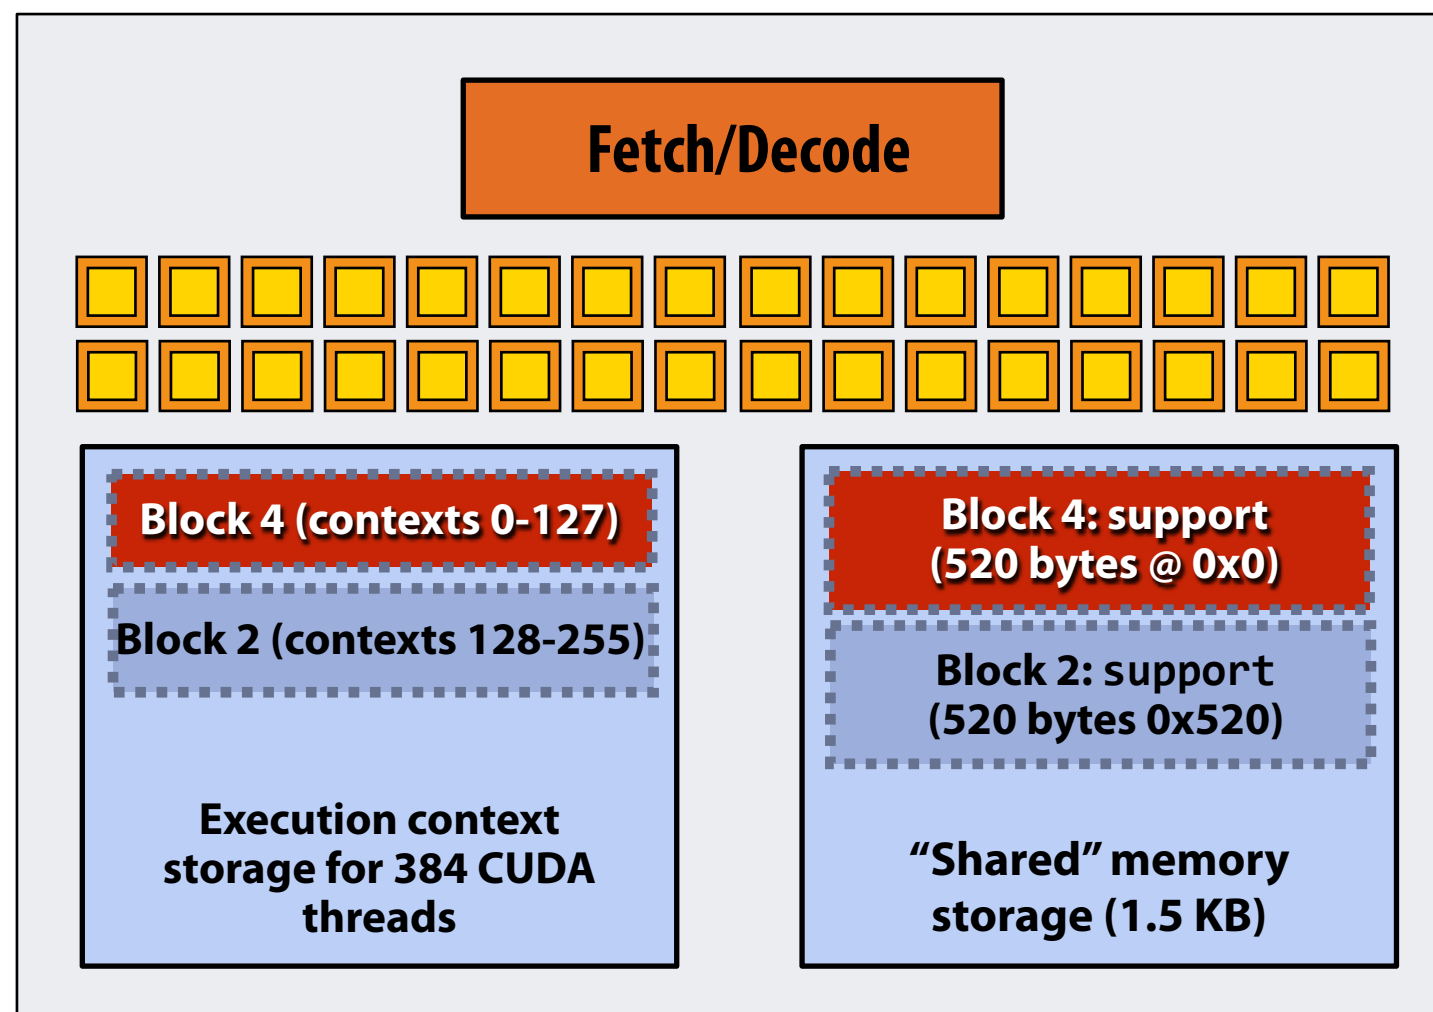 Fetch/Decode
Block 4 (contexts 0-127)
Block 2 (contexts 128-255)
Execution context
storage for 384 CUDA
threads
Block 4: support
(520 bytes @ 0x0)
Block 2: support
(520 bytes 0x520)
“Shared” memory
storage (1.5 KB)